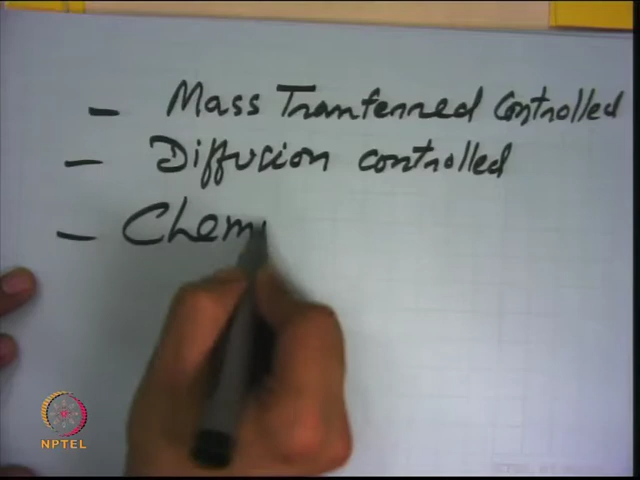 - Mass Tranferred Controlled
- Diffusion controlled
- Chem
NPTEL